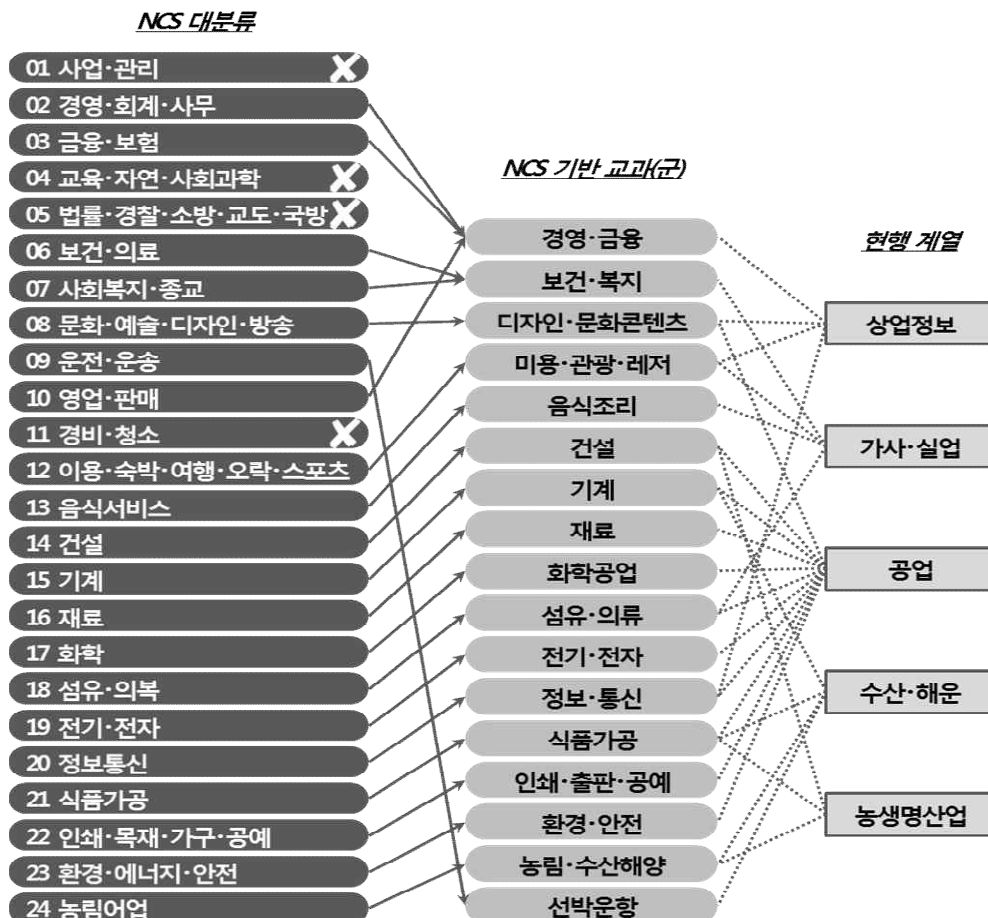 NCS 대분류
01 사업·관리
02 경영·회계·사무
03 금융·보험
04 교육·자연·사회과학
05 법률·경찰·소방·교도·국방
06 보건·의료
07 사회복지·종교
08 문화·예술·디자인·방송
09 운전·운송
10 영업·판매
11 경비·청소
12 이용·숙박·여행·오락·스포츠
13 음식서비스
14 건설
15 기계
16 재료
17 화학
18 섬유·의복
19 전기·전자
20 정보통신
21 식품가공
22 인쇄·목재·가구·공예
23 환경·에너지·안전
24 농림어업
NCS 기반 교과(군)
경영·금융
보건·복지
디자인·문화콘텐츠
미용·관광·레저
음식조리
건설
기계
재료
화학공업
섬유·의류
전기·전자
정보·통신
식품가공
인쇄·출판·공예
환경·안전
농림·수산해양
선박운항
현행 계열
상업정보
가사·실업
공업
수산·해운
농생명산업